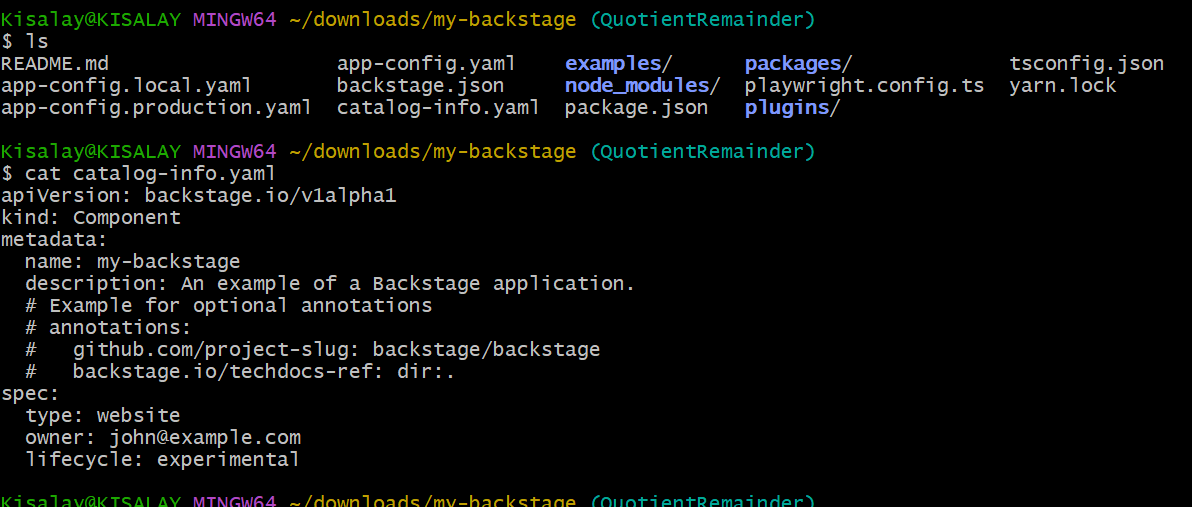 Kisalay@KISALAY MINGW64 ~/downloads/my-backstage (QuotientRemainder)
$ ls
README.md                   app-config.yaml    examples/      packages/             tsconfig.json
app-config.local.yaml       backstage.json     node_modules/  playwright.config.ts  yarn.lock
app-config.production.yaml  catalog-info.yaml  package.json   plugins/

Kisalay@KISALAY MINGW64 ~/downloads/my-backstage (QuotientRemainder)
$ cat catalog-info.yaml
apiVersion: backstage.io/v1alpha1
kind: Component
metadata:
  name: my-backstage
  description: An example of a Backstage application.
  # Example for optional annotations
  # annotations:
  #   github.com/project-slug: backstage/backstage
  #   backstage.io/techdocs-ref: dir:.
spec:
  type: website
  owner: john@example.com
  lifecycle: experimental

Kisalay@KISALAY MINGW64 ~/downloads/my-backstage (QuotientRemainder)